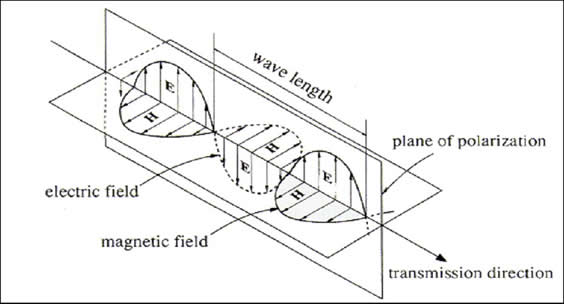 wave length
E
H
H
E
E
H
plane of polarization
electric field
magnetic field
transmission direction